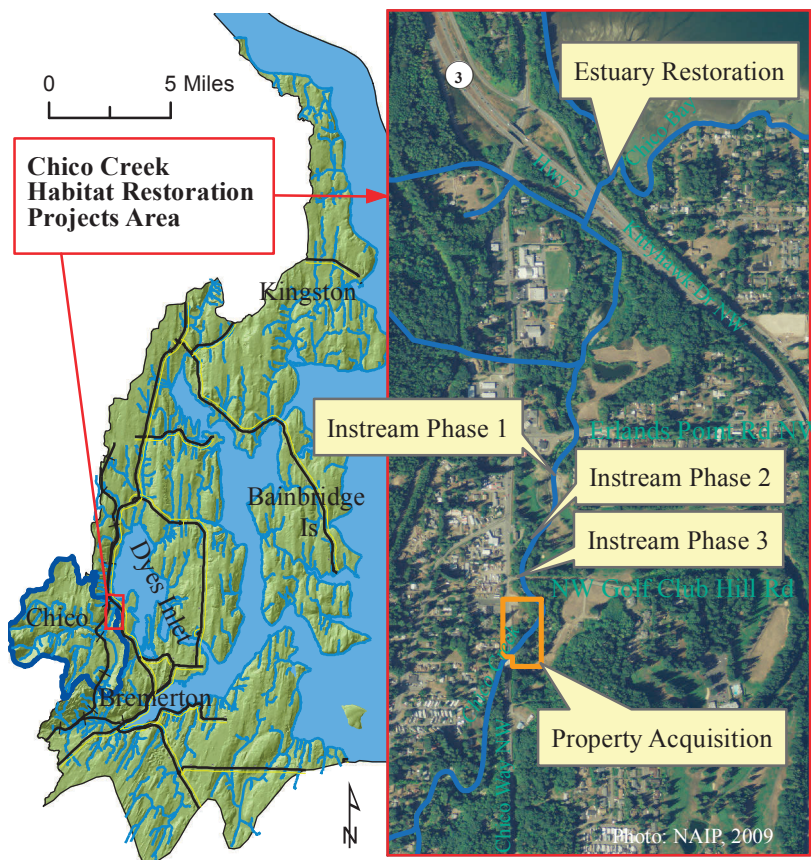 0 5 Miles
Chico Creek
Habitat Restoration
Projects Area
Kingston
Bainbridge
Is
Dyes Inlet
Chico
Bremerton
N
3
Estuary Restoration
Chico Bay
Hwy 3
Kittyhawk Dr NW
Instream Phase 1
Erlands Point Rd NW
Instream Phase 2
Instream Phase 3
NW Golf Club Hill Rd
Property Acquisition
Chico Way NW
Photo: NAIP, 2009